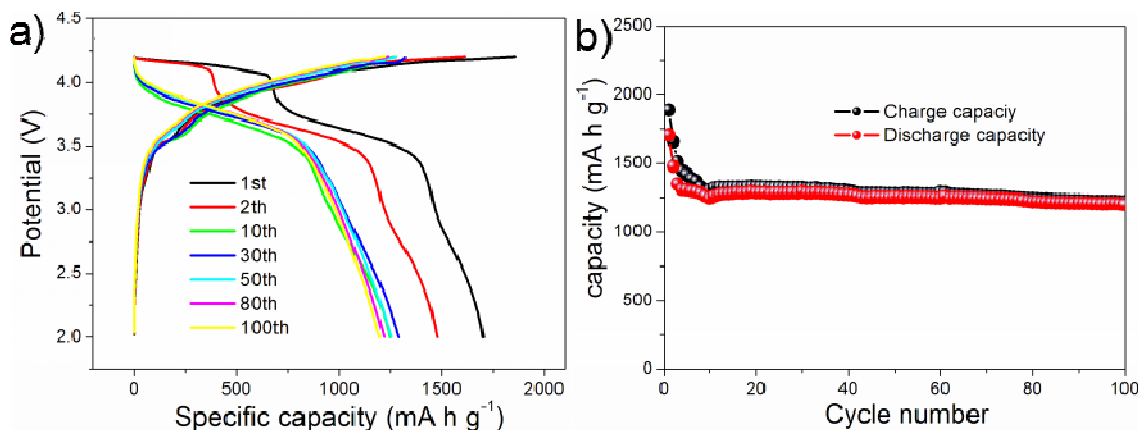 a)
4.5
4.0
3.5
3.0
2.5
2.0
Potential (V)
1st
2th
10th
30th
50th
80th
100th
0 500 1000 1500 2000
Specific capacity (mA h g⁻¹)
b)
2500
2000
1500
1250
1000
500
0
capacity (mA h g⁻¹)
Charge capaciy
Discharge capacity
0 20 40 60 80 100
Cycle number